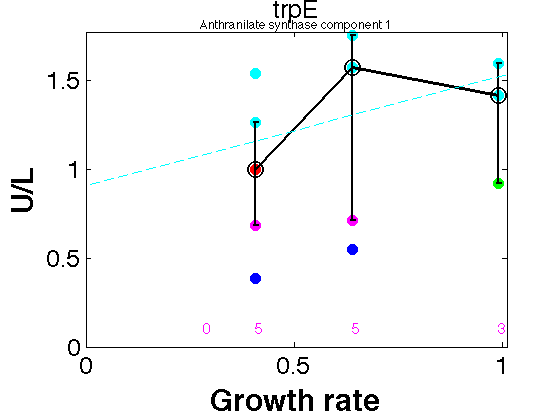 trpE
Anthranilate synthase component 1
U/L
1.5
1
0.5
0
0 5 5 3
0 0.5 1
Growth rate